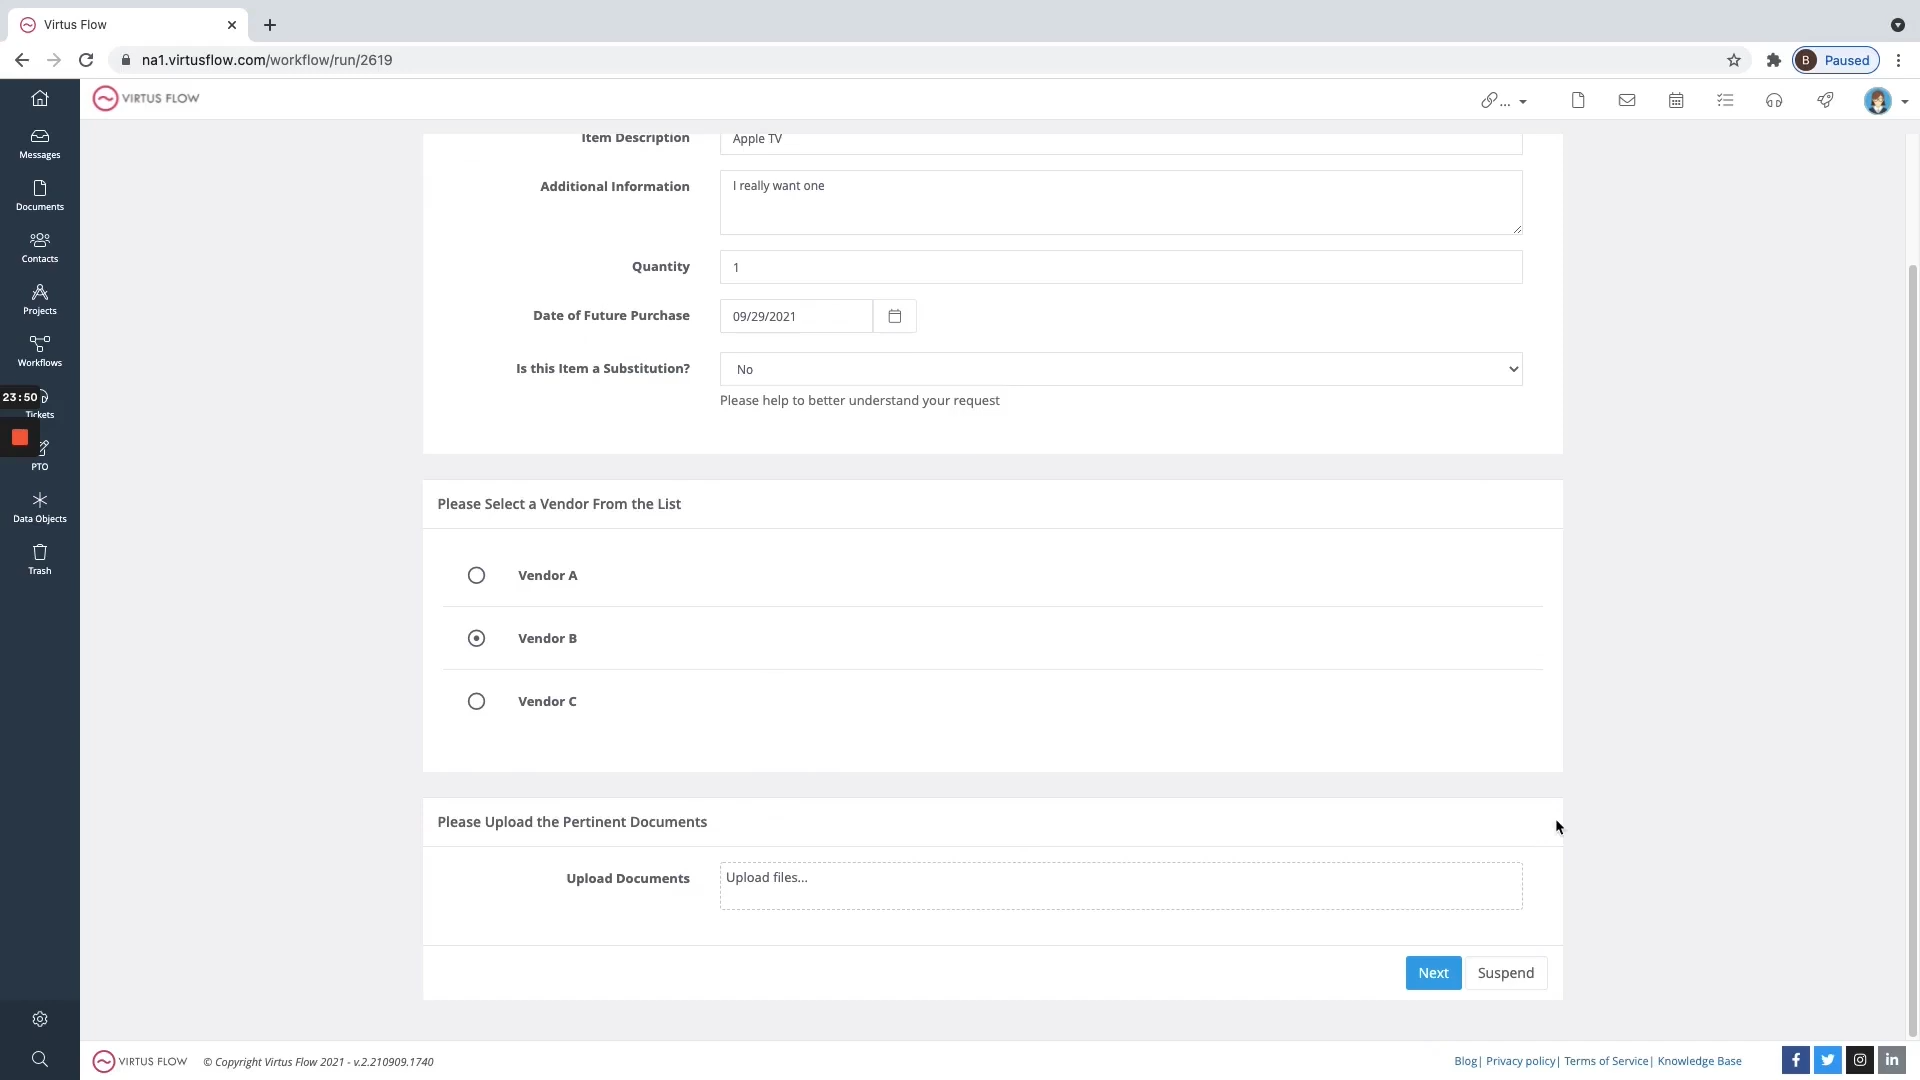 Virtus Flow
na1.virtusflow.com/workflow/run/2619
B Paused
VIRTUS FLOW
...
Messages
Documents
Contacts
Projects
Workflows
23:50
Tickets
PTO
Data Objects
Trash
Item Description
Apple TV
Additional Information
I really want one
Quantity
1
Date of Future Purchase
09/29/2021
Is this Item a Substitution?
No
Please help to better understand your request
Please Select a Vendor From the List
Vendor A
Vendor B
Vendor C
Please Upload the Pertinent Documents
Upload Documents
Upload files...
Next
Suspend
VIRTUS FLOW © Copyright Virtus Flow 2021 - v.2.210909.1740
Blog| Privacy policy| Terms of Service| Knowledge Base